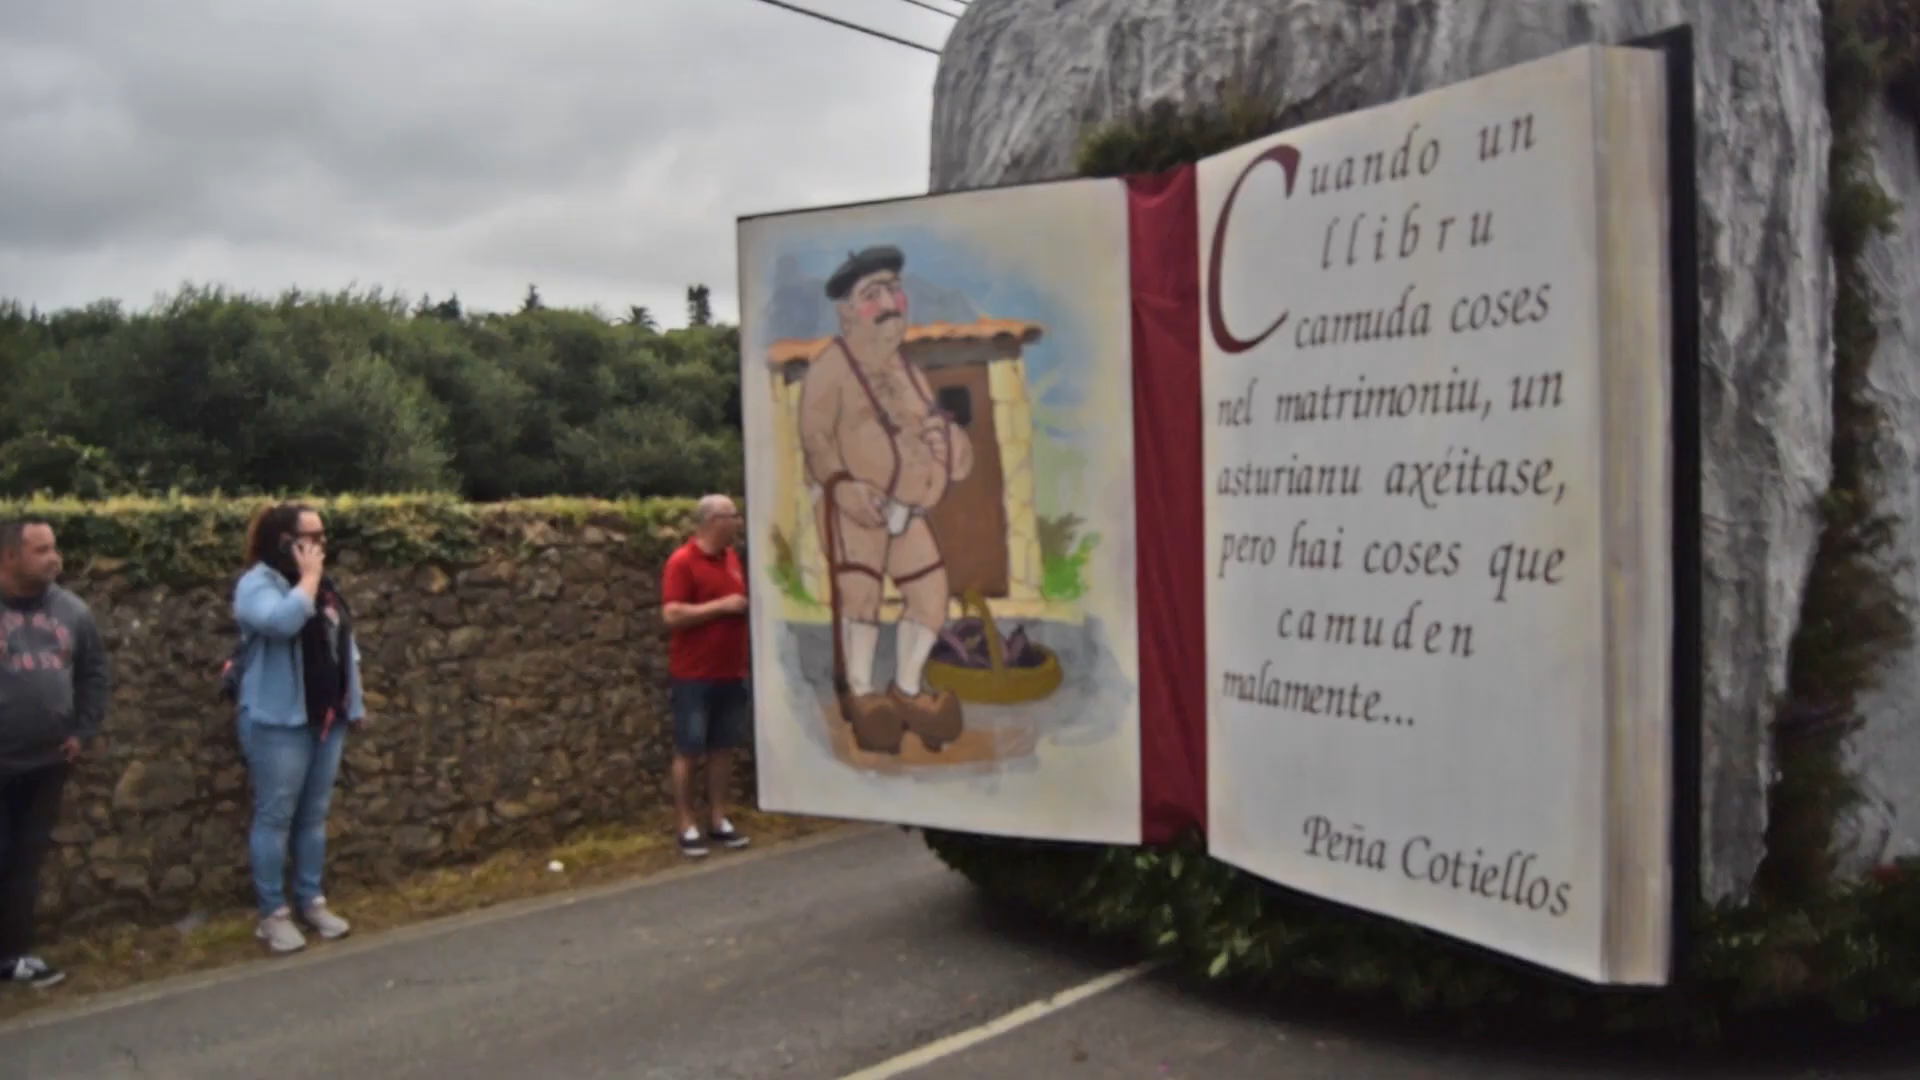 Cuando un
llibru
camuda coses
nel matrimoniu, un
asturianu axéitase,
pero hai coses que
camuden
malamente...
Peña Cotiellos